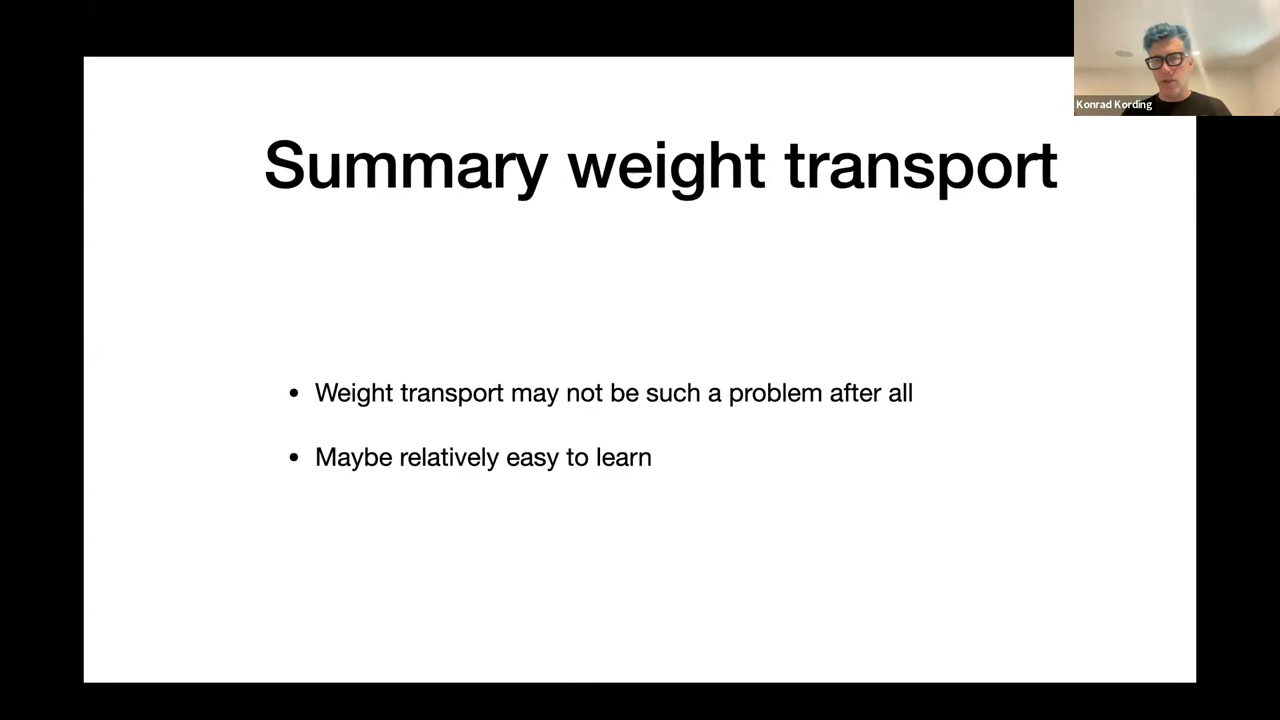 Konrad Kording
Summary weight transport
• Weight transport may not be such a problem after all
• Maybe relatively easy to learn